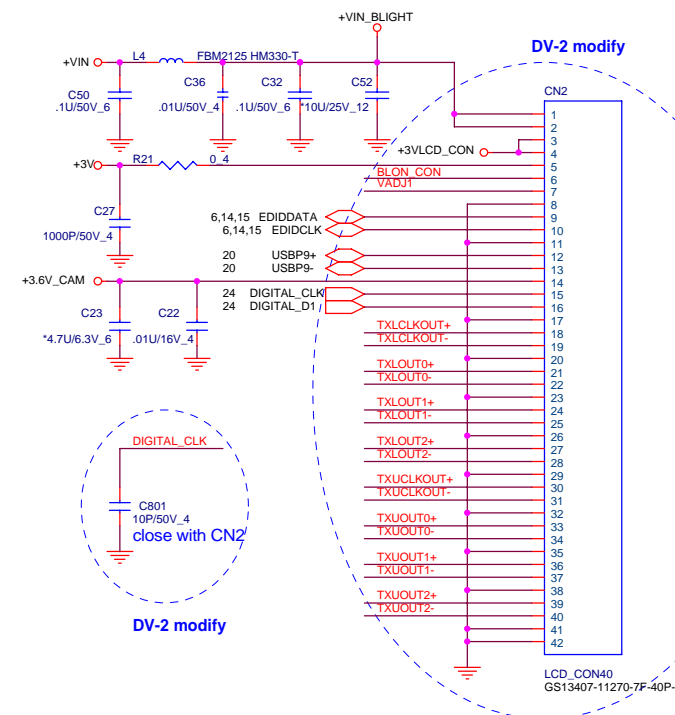 +VIN_BLIGHT
DV-2 modify
+VIN
L4
FBM2125 HM330-T
CN2
C50
.1U/50V_6
C36
.01U/50V_4
C32
.1U/50V_6
C52
*10U/25V_12
1
2
3
+3VLCD_CON
4
+3V
R21
0_4
5
BLON_CON
6
VADJ1
7
8
C27
1000P/50V_4
6,14,15 EDIDDATA
9
6,14,15 EDIDCLK
10
11
20 USBP9+
12
20 USBP9-
13
+3.6V_CAM
14
24 DIGITAL_CLK
15
24 DIGITAL_D1
16
C23
*4.7U/6.3V_6
C22
.01U/16V_4
17
TXLCLKOUT+
18
TXLCLKOUT-
19
20
TXLOUT0+
21
TXLOUT0-
22
23
TXLOUT1+
24
TXLOUT1-
25
26
TXLOUT2+
27
TXLOUT2-
28
29
TXUCLKOUT+
30
TXUCLKOUT-
31
32
TXUOUT0+
33
TXUOUT0-
34
35
TXUOUT1+
36
TXUOUT1-
37
38
TXUOUT2+
39
TXUOUT2-
40
41
42
DIGITAL_CLK
C801
10P/50V_4
close with CN2
DV-2 modify
LCD_CON40
GS13407-11270-7F-40P-